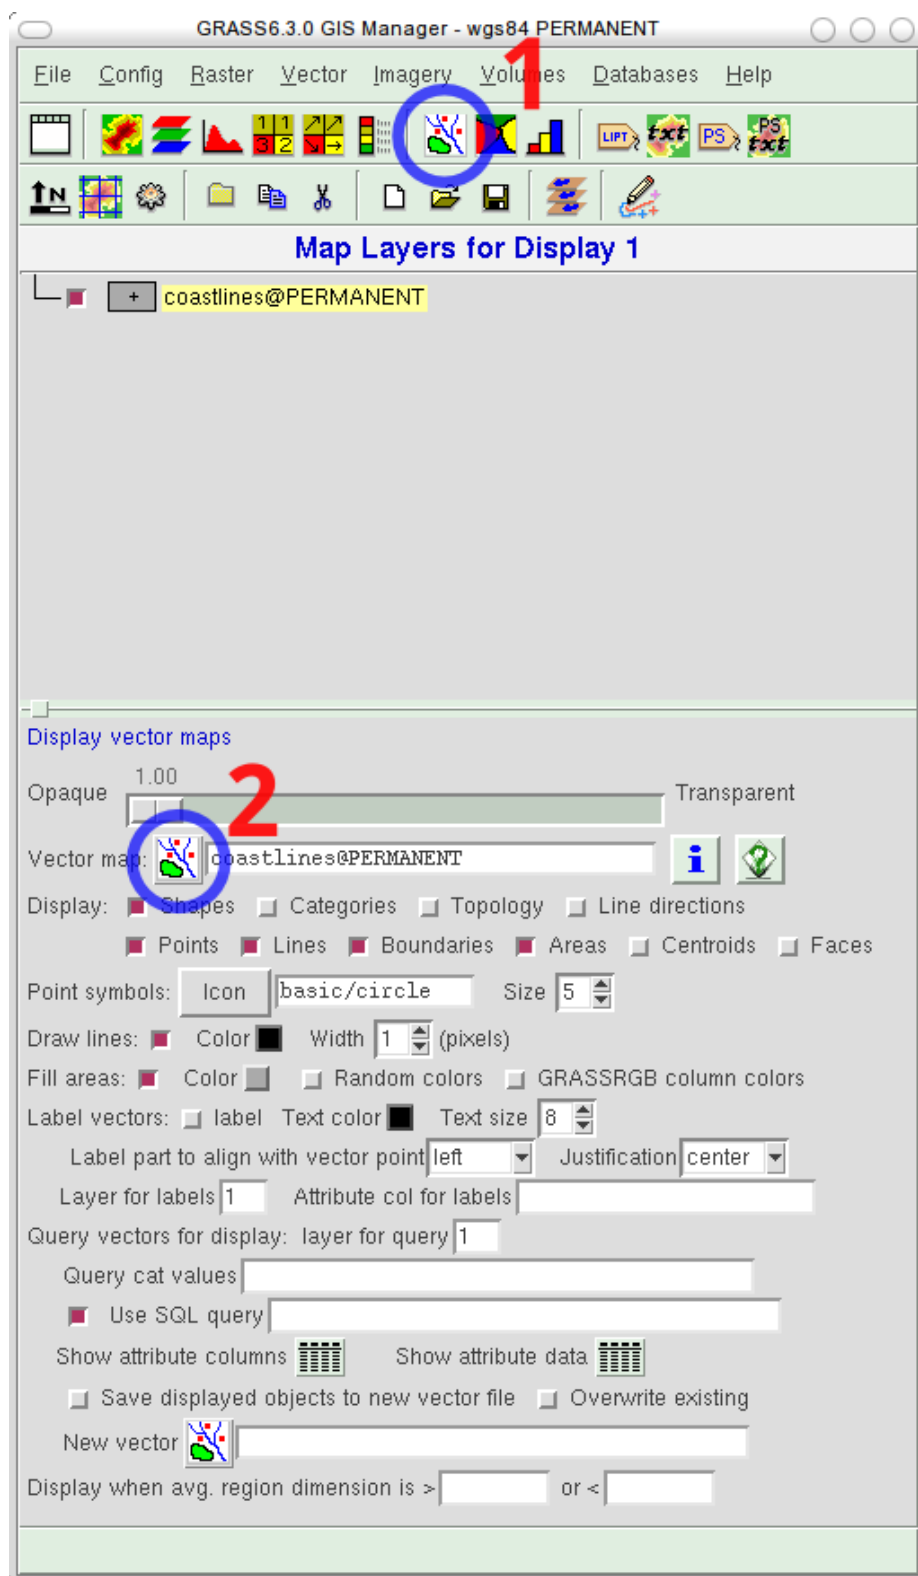 GRASS6.3.0 GIS Manager - wgs84 PERMANENT
File Config Raster Vector Imagery Volumes Databases Help
1
1 1 3 2 LIPT txt PS PS txt
N
Map Layers for Display 1
+ coastlines@PERMANENT
Display vector maps
1.00
Opaque Transparent
2
Vector map: coastlines@PERMANENT i ?
Display: Shapes Categories Topology Line directions
Points Lines Boundaries Areas Centroids Faces
Point symbols: Icon basic/circle Size 5
Draw lines: Color Width 1 (pixels)
Fill areas: Color Random colors GRASSRGB column colors
Label vectors: label Text color Text size 8
Label part to align with vector point left Justification center
Layer for labels 1 Attribute col for labels
Query vectors for display: layer for query 1
Query cat values
Use SQL query
Show attribute columns Show attribute data
Save displayed objects to new vector file Overwrite existing
New vector
Display when avg. region dimension is > or <